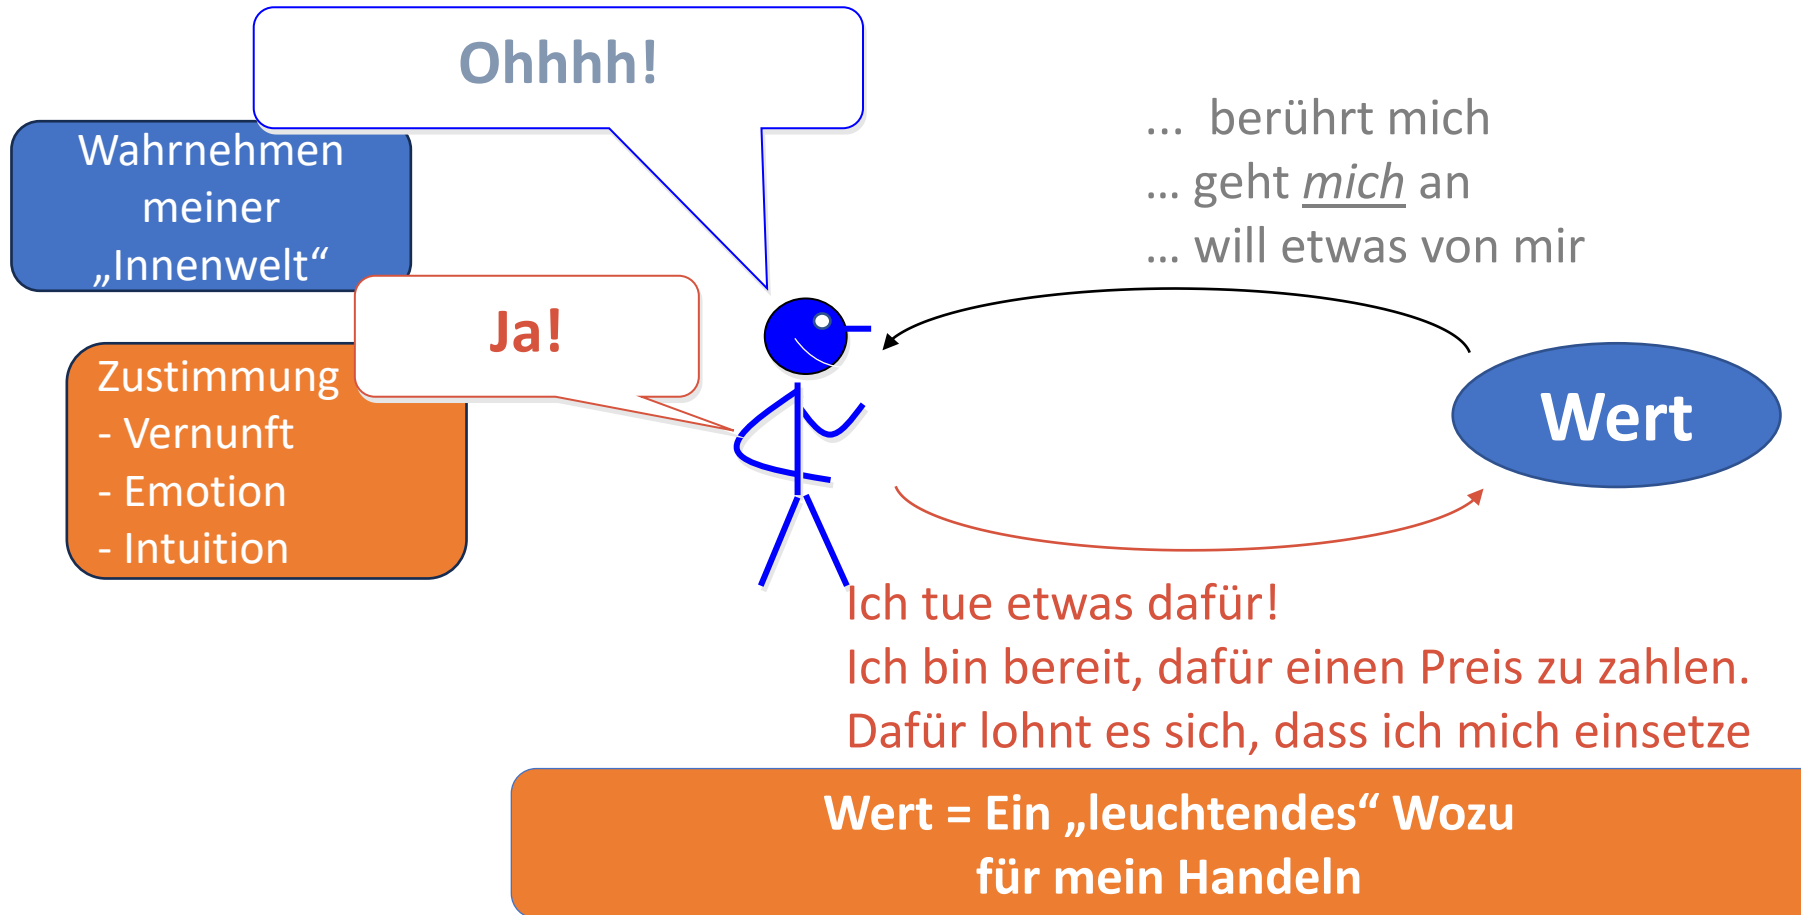 Ohhhh!
Wahrnehmen
meiner
„Innenwelt“
... berührt mich
... geht mich an
... will etwas von mir
Ja!
Zustimmung
- Vernunft
- Emotion
- Intuition
Wert
Ich tue etwas dafür!
Ich bin bereit, dafür einen Preis zu zahlen.
Dafür lohnt es sich, dass ich mich einsetze
Wert = Ein „leuchtendes“ Wozu
für mein Handeln